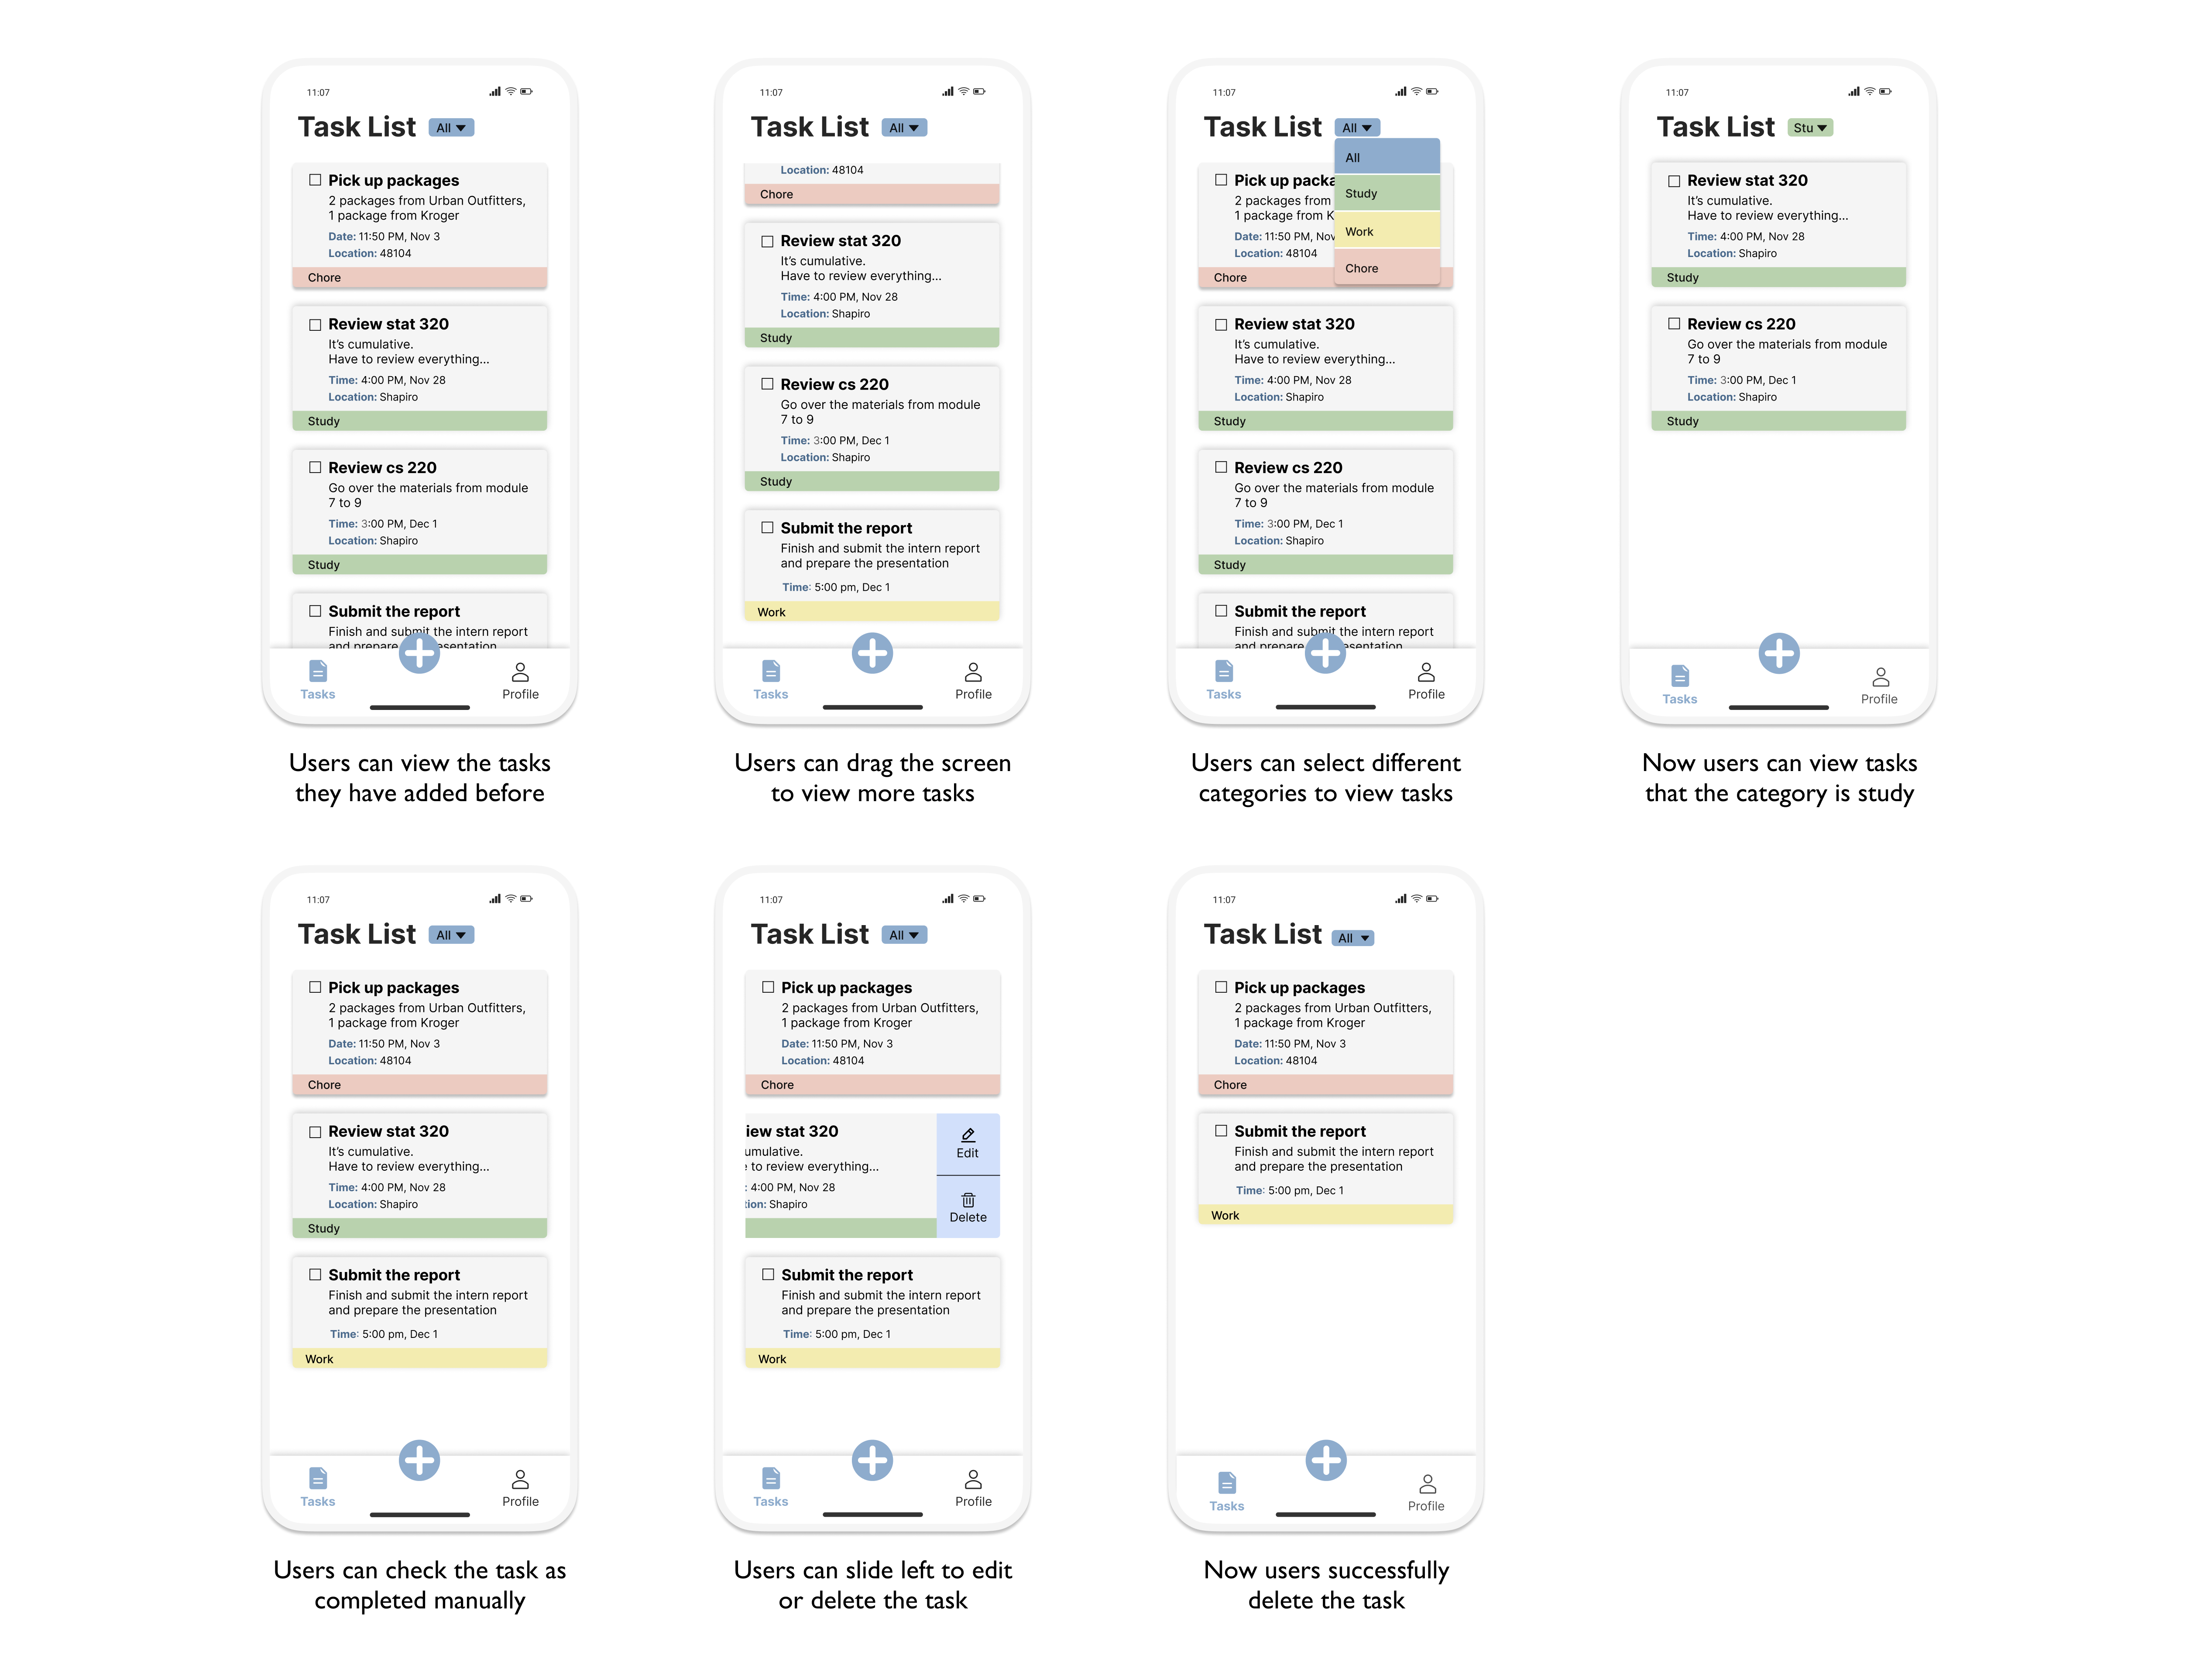 11:07
Task List All
Pick up packages
2 packages from Urban Outfitters,
1 package from Kroger
Date: 11:50 PM, Nov 3
Location: 48104
Chore
Review stat 320
It's cumulative.
Have to review everything...
Time: 4:00 PM, Nov 28
Location: Shapiro
Study
Review cs 220
Go over the materials from module
7 to 9
Time: 3:00 PM, Dec 1
Location: Shapiro
Study
Submit the report
Finish and submit the intern report
and prepare
Tasks
Profile
Users can view the tasks
they have added before
11:07
Task List All
Location: 48104
Chore
Review stat 320
It's cumulative.
Have to review everything...
Time: 4:00 PM, Nov 28
Location: Shapiro
Study
Review cs 220
Go over the materials from module
7 to 9
Time: 3:00 PM, Dec 1
Location: Shapiro
Study
Submit the report
Finish and submit the intern report
and prepare the presentation
Time: 5:00 pm, Dec 1
Work
Tasks
Profile
Users can drag the screen
to view more tasks
11:07
Task List All
All
Study
Work
Chore
Pick up packa
2 packages from
1 package from K
Date: 11:50 PM, Nov
Location: 48104
Chore
Review stat 320
It's cumulative.
Have to review everything...
Time: 4:00 PM, Nov 28
Location: Shapiro
Study
Review cs 220
Go over the materials from module
7 to 9
Time: 3:00 PM, Dec 1
Location: Shapiro
Study
Submit the report
Finish and submit the intern report
and prepare
Tasks
Profile
Users can select different
categories to view tasks
11:07
Task List Stu
Review stat 320
It's cumulative.
Have to review everything...
Time: 4:00 PM, Nov 28
Location: Shapiro
Study
Review cs 220
Go over the materials from module
7 to 9
Time: 3:00 PM, Dec 1
Location: Shapiro
Study
Tasks
Profile
Now users can view tasks
that the category is study
11:07
Task List All
Pick up packages
2 packages from Urban Outfitters,
1 package from Kroger
Date: 11:50 PM, Nov 3
Location: 48104
Chore
Review stat 320
It's cumulative.
Have to review everything...
Time: 4:00 PM, Nov 28
Location: Shapiro
Study
Submit the report
Finish and submit the intern report
and prepare the presentation
Time: 5:00 pm, Dec 1
Work
Tasks
Profile
Users can check the task as
completed manually
11:07
Task List All
Pick up packages
2 packages from Urban Outfitters,
1 package from Kroger
Date: 11:50 PM, Nov 3
Location: 48104
Chore
iew stat 320
umulative.
to review everything...
: 4:00 PM, Nov 28
tion: Shapiro
Edit
Delete
Submit the report
Finish and submit the intern report
and prepare the presentation
Time: 5:00 pm, Dec 1
Work
Tasks
Profile
Users can slide left to edit
or delete the task
11:07
Task List All
Pick up packages
2 packages from Urban Outfitters,
1 package from Kroger
Date: 11:50 PM, Nov 3
Location: 48104
Chore
Submit the report
Finish and submit the intern report
and prepare the presentation
Time: 5:00 pm, Dec 1
Work
Tasks
Profile
Now users successfully
delete the task